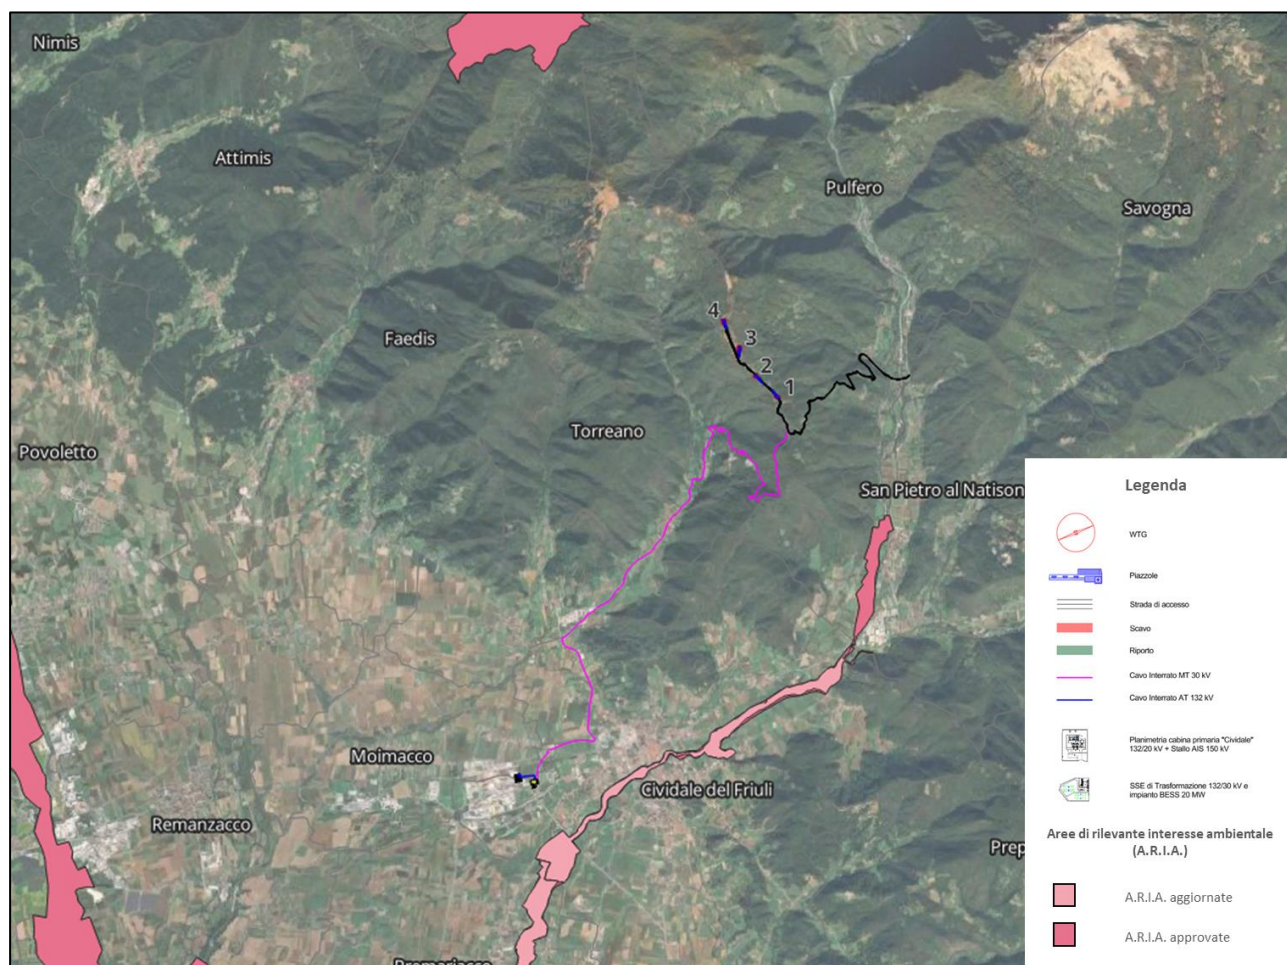 Nimis
Attimis
Pulfero
Savogna
4
3
2
1
Faedis
Torreano
Povoletto
San Pietro al Natison
Moimacco
Cividale del Friuli
Remanzacco
Prep
Premariacco
Legenda
WTG
Piazzole
Strada di accesso
Scavo
Riporto
Cavo Interrato MT 30 kV
Cavo Interrato AT 132 kV
Planimetria cabina primaria "Cividale"
132/20 kV + Stallo AIS 150 kV
SSE di Trasformazione 132/30 kV e
impianto BESS 20 MW
Aree di rilevante interesse ambientale
(A.R.I.A.)
A.R.I.A. aggiornate
A.R.I.A. approvate